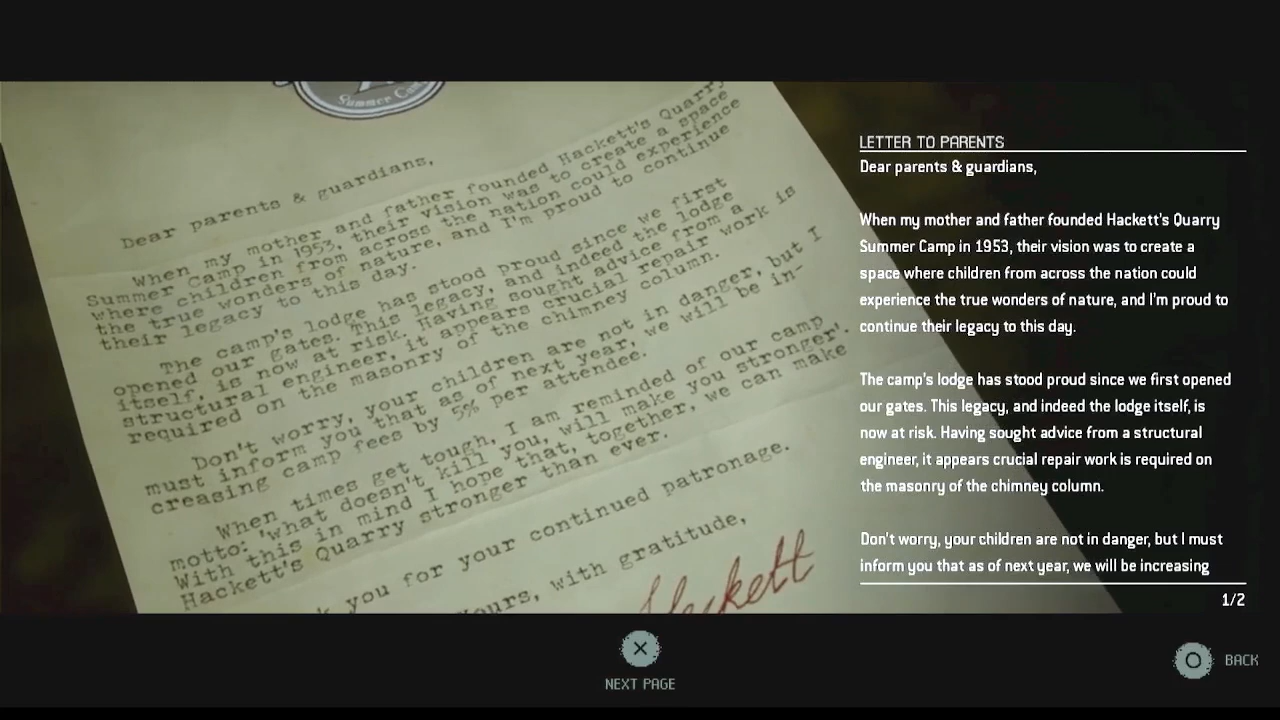 Summer Camp
Dear parents & guardians,
When my mother and father founded Hackett's Quarry
Summer Camp in 1953, their vision was to create a space
where children from across the nation could experience
the true wonders of nature, and I'm proud to continue
their legacy to this day.
The camp's lodge has stood proud since we first
opened our gates. This legacy, and indeed the lodge
itself, is now at risk. Having sought advice from a
structural engineer, it appears crucial repair work is
required on the masonry of the chimney column.
Don't worry, your children are not in danger, but I
must inform you that as of next year, we will be in-
creasing camp fees by 5% per attendee.
When times get tough, I am reminded of our camp
motto: 'what doesn't kill you, will make you stronger'.
With this in mind I hope that, together, we can make
Hackett's Quarry stronger than ever.
k you for your continued patronage.
Yours, with gratitude,
Hackett
LETTER TO PARENTS
Dear parents & guardians,
When my mother and father founded Hackett's Quarry
Summer Camp in 1953, their vision was to create a
space where children from across the nation could
experience the true wonders of nature, and I'm proud to
continue their legacy to this day.
The camp's lodge has stood proud since we first opened
our gates. This legacy, and indeed the lodge itself, is
now at risk. Having sought advice from a structural
engineer, it appears crucial repair work is required on
the masonry of the chimney column.
Don't worry, your children are not in danger, but I must
inform you that as of next year, we will be increasing
1/2
NEXT PAGE
BACK